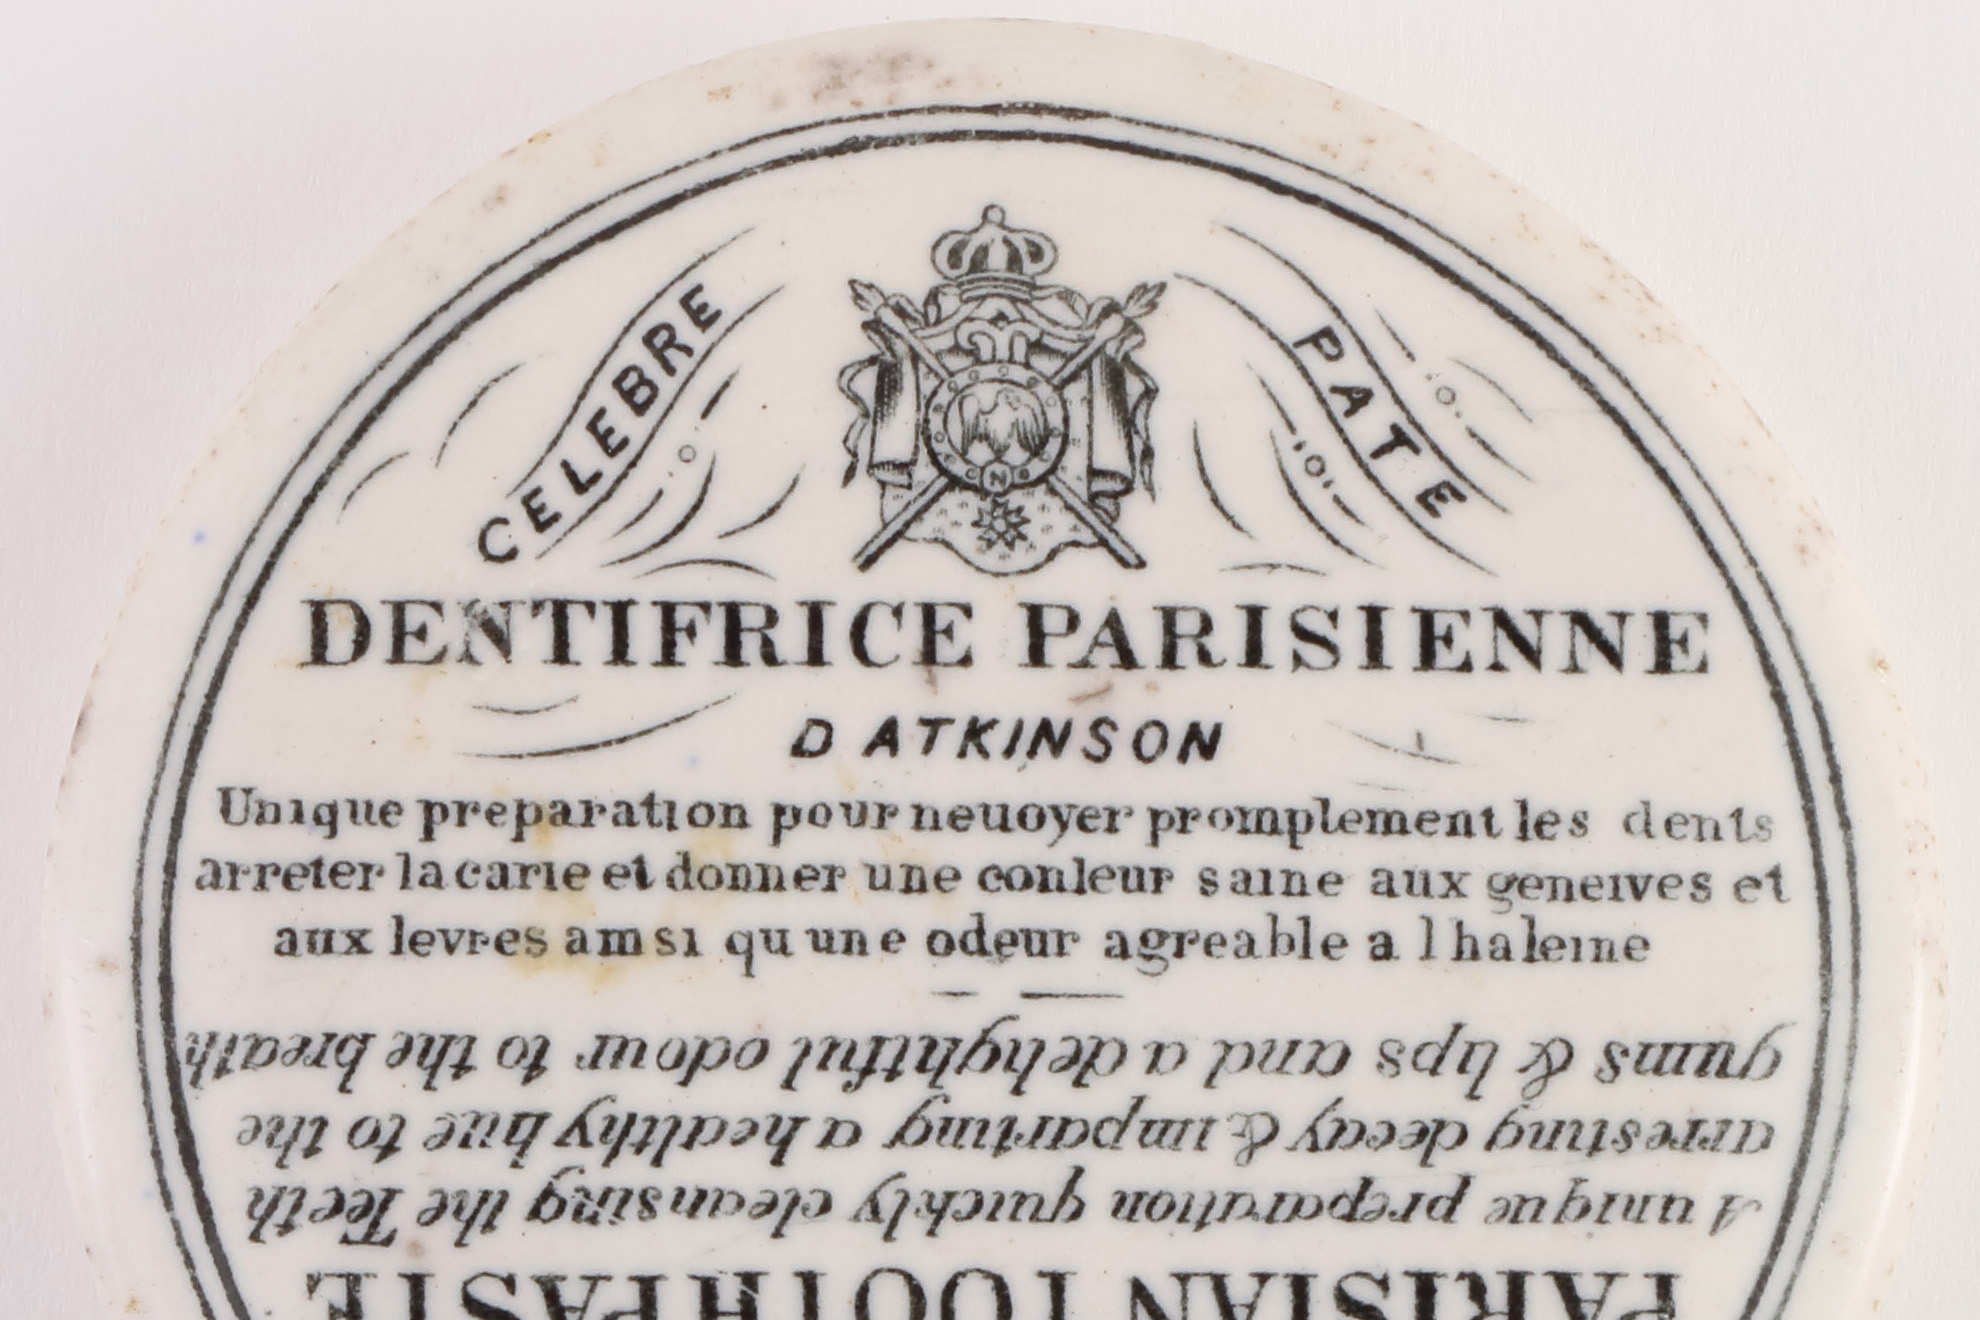 CELEBRE PATE
DENTIFRICE PARISIENNE
D ATKINSON
Unique preparation pour neuoyer promplement les dents
arreter la carie et donner une conleur saine aux geneives et
aux levres amsi qu une odeur agreable a l haleine
PARISIAN TOOTHPASTE
A unique preparation quickly cleansing the Teeth
arresting decay & imparting a healthy hue to the
gums & lips and a delightful odour to the breath
N